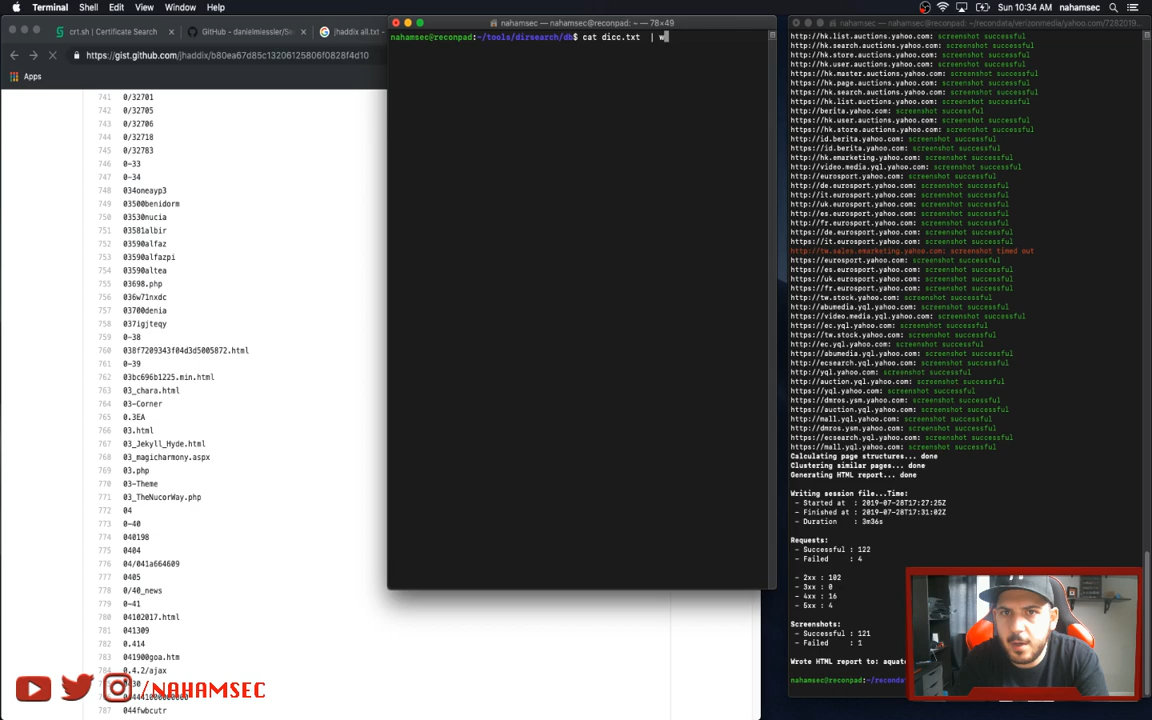 Terminal Shell Edit View Window Help
Sun 10:34 AM nahamsec
crt.sh | Certificate Search
GitHub - danielmiessler/Se
jhaddix all.txt -
https://gist.github.com/jhaddix/b80ea67d85c13206125806f0828f4d10
Apps
741 0/32701
742 0/32705
743 0/32706
744 0/32718
745 0/32783
746 0-33
747 0-34
748 034oneayp3
749 03500benidorm
750 03530nucia
751 03581albir
752 03590alfaz
753 03590alfazpi
754 03590altea
755 03698.php
756 036w71nxdc
757 03700denia
758 037igjteqy
759 0-38
760 038f7209343f04d3d5005872.html
761 0-39
762 03bc696b1225.min.html
763 03_chara.html
764 03-Corner
765 0.3EA
766 03.html
767 03_Jekyll_Hyde.html
768 03_magicharmony.aspx
769 03.php
770 03-Theme
771 03_TheNucorWay.php
772 04
773 0-40
774 040198
775 0404
776 04/041a664609
777 0405
778 0/40_news
779 0-41
780 04102017.html
781 041309
782 0.414
783 041900goa.htm
784 0.4.2/ajax
787 044fwbcutr
nahamsec — nahamsec@reconpad: ~ — 78×49
nahamsec@reconpad:~/tools/dirsearch/db$ cat dicc.txt | w
nahamsec — nahamsec@reconpad: ~/recondata/verizonmedia/yahoo.com/7282019
http://hk.list.auctions.yahoo.com: screenshot successful
http://hk.search.auctions.yahoo.com: screenshot successful
http://hk.store.auctions.yahoo.com: screenshot successful
http://hk.user.auctions.yahoo.com: screenshot successful
https://hk.master.auctions.yahoo.com: screenshot successful
https://hk.page.auctions.yahoo.com: screenshot successful
https://hk.search.auctions.yahoo.com: screenshot successful
https://hk.list.auctions.yahoo.com: screenshot successful
http://berita.yahoo.com: screenshot successful
https://hk.user.auctions.yahoo.com: screenshot successful
https://hk.store.auctions.yahoo.com: screenshot successful
http://id.berita.yahoo.com: screenshot successful
https://id.berita.yahoo.com: screenshot successful
http://hk.emarketing.yahoo.com: screenshot successful
http://video.media.yql.yahoo.com: screenshot successful
http://eurosport.yahoo.com: screenshot successful
http://de.eurosport.yahoo.com: screenshot successful
http://it.eurosport.yahoo.com: screenshot successful
http://uk.eurosport.yahoo.com: screenshot successful
http://es.eurosport.yahoo.com: screenshot successful
http://fr.eurosport.yahoo.com: screenshot successful
https://de.eurosport.yahoo.com: screenshot successful
https://it.eurosport.yahoo.com: screenshot successful
http://tw.sales.emarketing.yahoo.com: screenshot timed out
https://eurosport.yahoo.com: screenshot successful
https://es.eurosport.yahoo.com: screenshot successful
https://uk.eurosport.yahoo.com: screenshot successful
https://fr.eurosport.yahoo.com: screenshot successful
http://tw.stock.yahoo.com: screenshot successful
http://abumedia.yql.yahoo.com: screenshot successful
https://video.media.yql.yahoo.com: screenshot successful
http://ec.yql.yahoo.com: screenshot successful
https://tw.stock.yahoo.com: screenshot successful
https://ec.yql.yahoo.com: screenshot successful
https://abumedia.yql.yahoo.com: screenshot successful
http://ecsearch.yql.yahoo.com: screenshot successful
http://yql.yahoo.com: screenshot successful
http://auction.yql.yahoo.com: screenshot successful
https://yql.yahoo.com: screenshot successful
http://dmros.ysm.yahoo.com: screenshot successful
https://auction.yql.yahoo.com: screenshot successful
http://mall.yql.yahoo.com: screenshot successful
https://dmros.ysm.yahoo.com: screenshot successful
https://ecsearch.yql.yahoo.com: screenshot successful
https://mall.yql.yahoo.com: screenshot successful
Calculating page structures... done
Clustering similar pages... done
Generating HTML report... done
Writing session file...Time:
- Started at : 2019-07-28T17:27:25Z
- Finished at : 2019-07-28T17:31:02Z
- Duration : 3m36s
Requests:
- Successful : 122
- Failed : 4
- 2xx : 102
- 3xx : 0
- 4xx : 16
- 5xx : 4
Screenshots:
- Successful : 121
- Failed : 1
Wrote HTML report to: aquato
nahamsec@reconpad:~/recondat
/NAHAMSEC